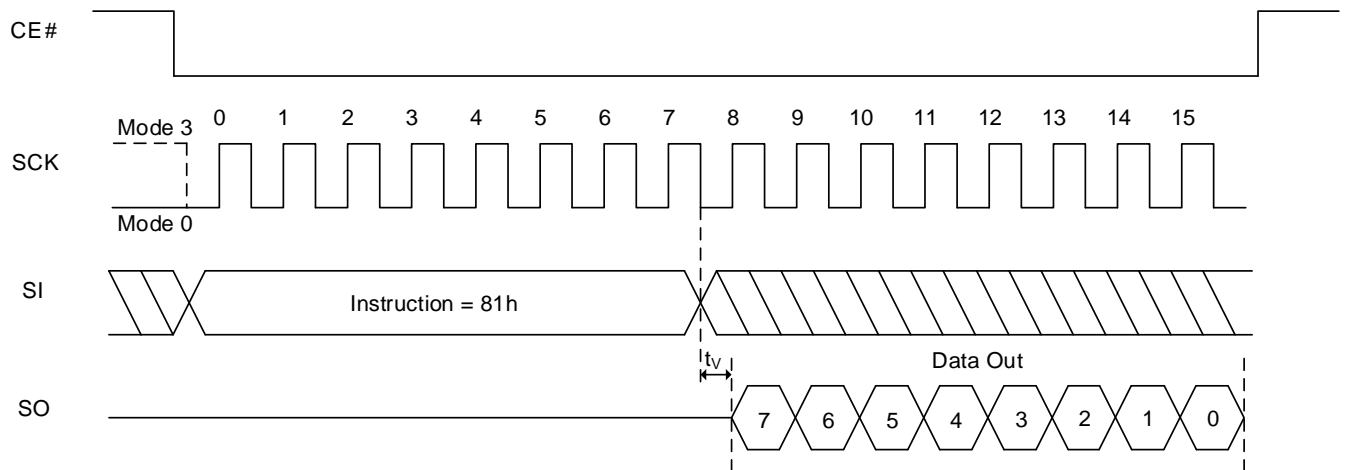 CE#
Mode 3
0 1 2 3 4 5 6 7 8 9 10 11 12 13 14 15
SCK
Mode 0
SI
Instruction = 81h
tV
Data Out
SO
7 6 5 4 3 2 1 0